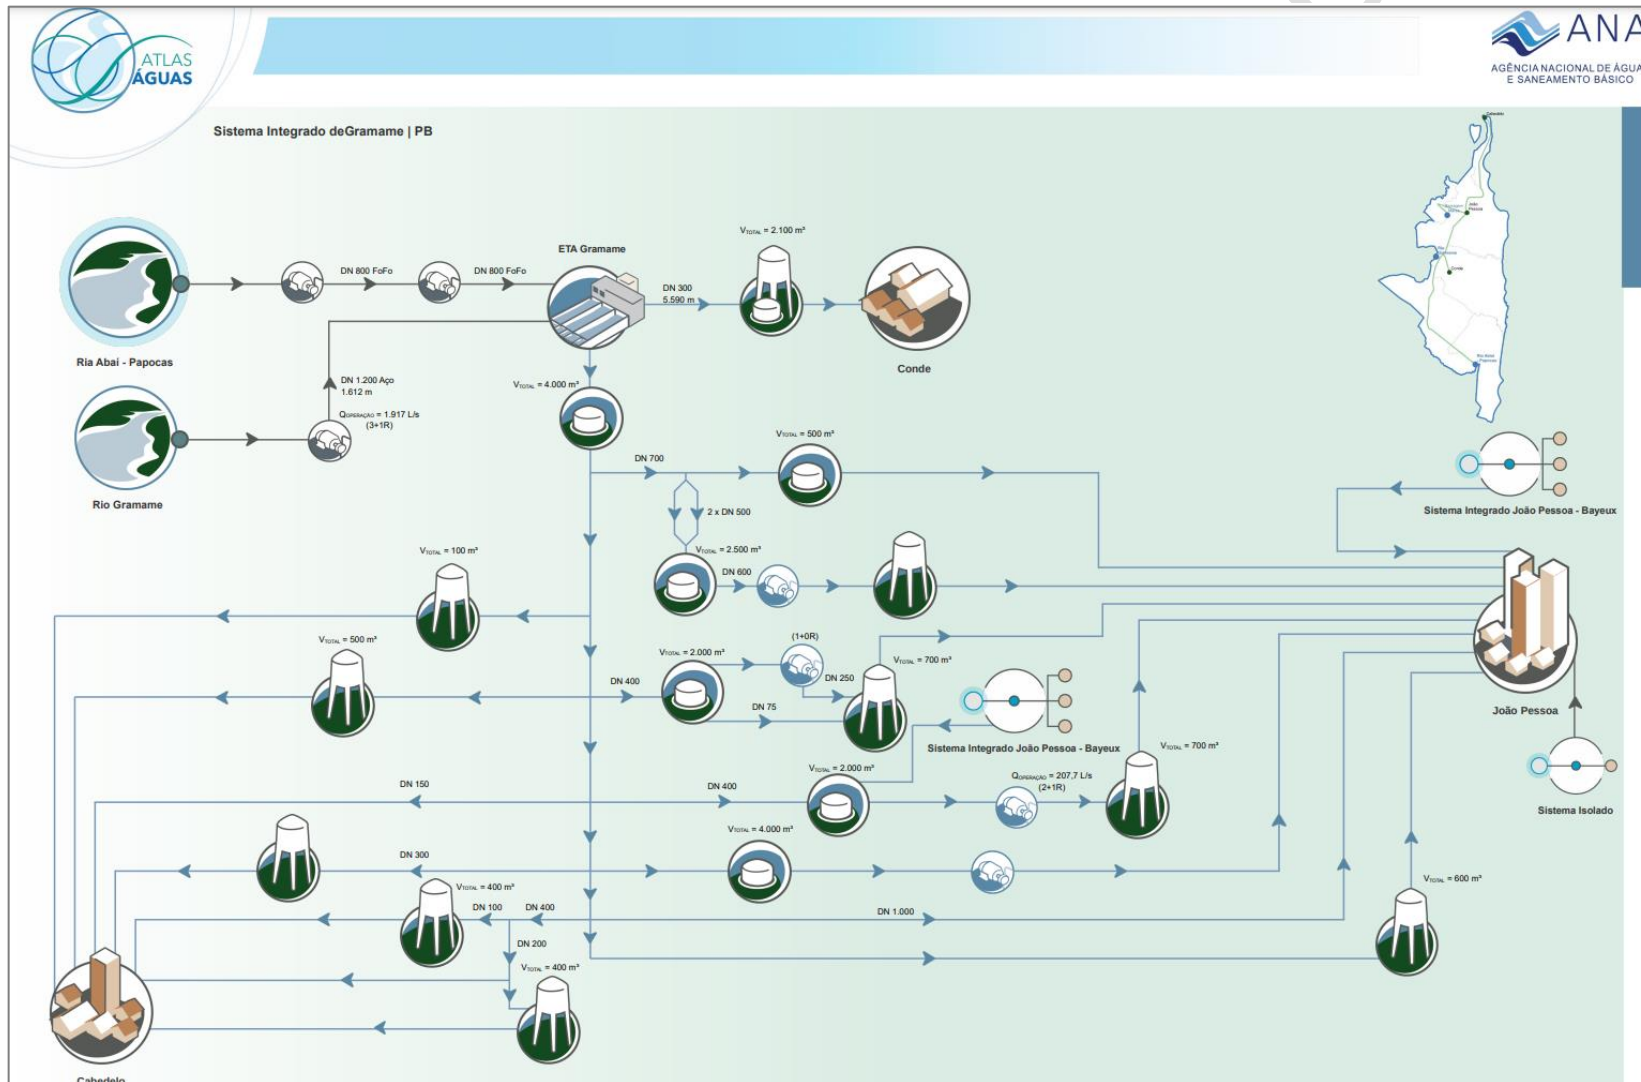 ATLAS
ÁGUAS
ANA
AGÊNCIA NACIONAL DE ÁGUA
E SANEAMENTO BÁSICO
Sistema Integrado deGramame | PB
Cabedelo
João
Pessoa
Conde
Rio Abaí
Papocas
VTOTAL = 2.100 m³
ETA Gramame
DN 800 FoFo
DN 800 FoFo
DN 300
5.590 m
Ria Abai - Papocas
Conde
DN 1.200 Aço
1.612 m
VTOTAL = 4.000 m³
QOPERAÇÃO = 1.917 L/s
(3+1R)
Rio Gramame
VTOTAL = 500 m³
DN 700
2 x DN 500
Sistema Integrado João Pessoa - Bayeux
VTOTAL = 100 m³
VTOTAL = 2.500 m³
DN 600
VTOTAL = 500 m³
(1+0R)
VTOTAL = 2.000 m³
VTOTAL = 700 m³
DN 400
DN 250
DN 75
João Pessoa
Sistema Integrado João Pessoa - Bayeux
VTOTAL = 700 m³
VTOTAL = 2.000 m³
QOPERAÇÃO = 207,7 L/s
(2+1R)
DN 150
DN 400
Sistema Isolado
VTOTAL = 4.000 m³
DN 300
VTOTAL = 400 m³
VTOTAL = 600 m³
DN 100
DN 400
DN 1.000
DN 200
VTOTAL = 400 m³
Cabedelo